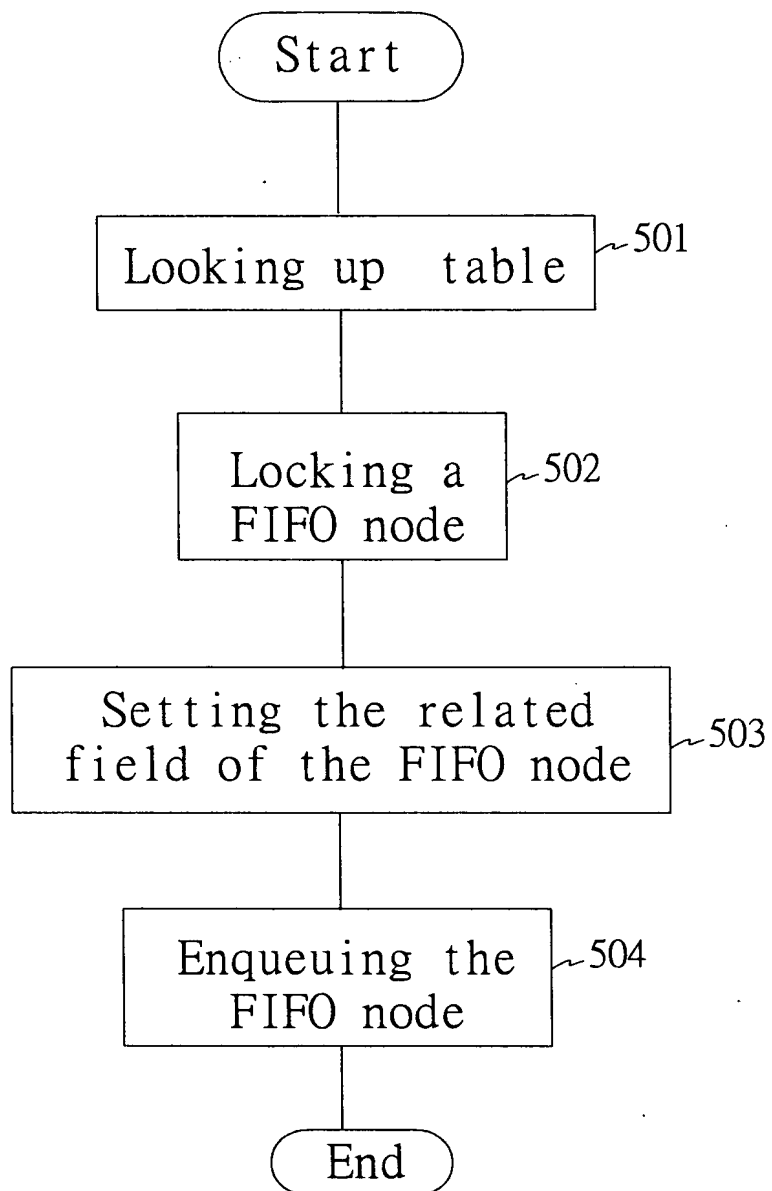 Start
Looking up table
501
Locking a
FIFO node
502
Setting the related
field of the FIFO node
503
Enqueuing the
FIFO node
504
End